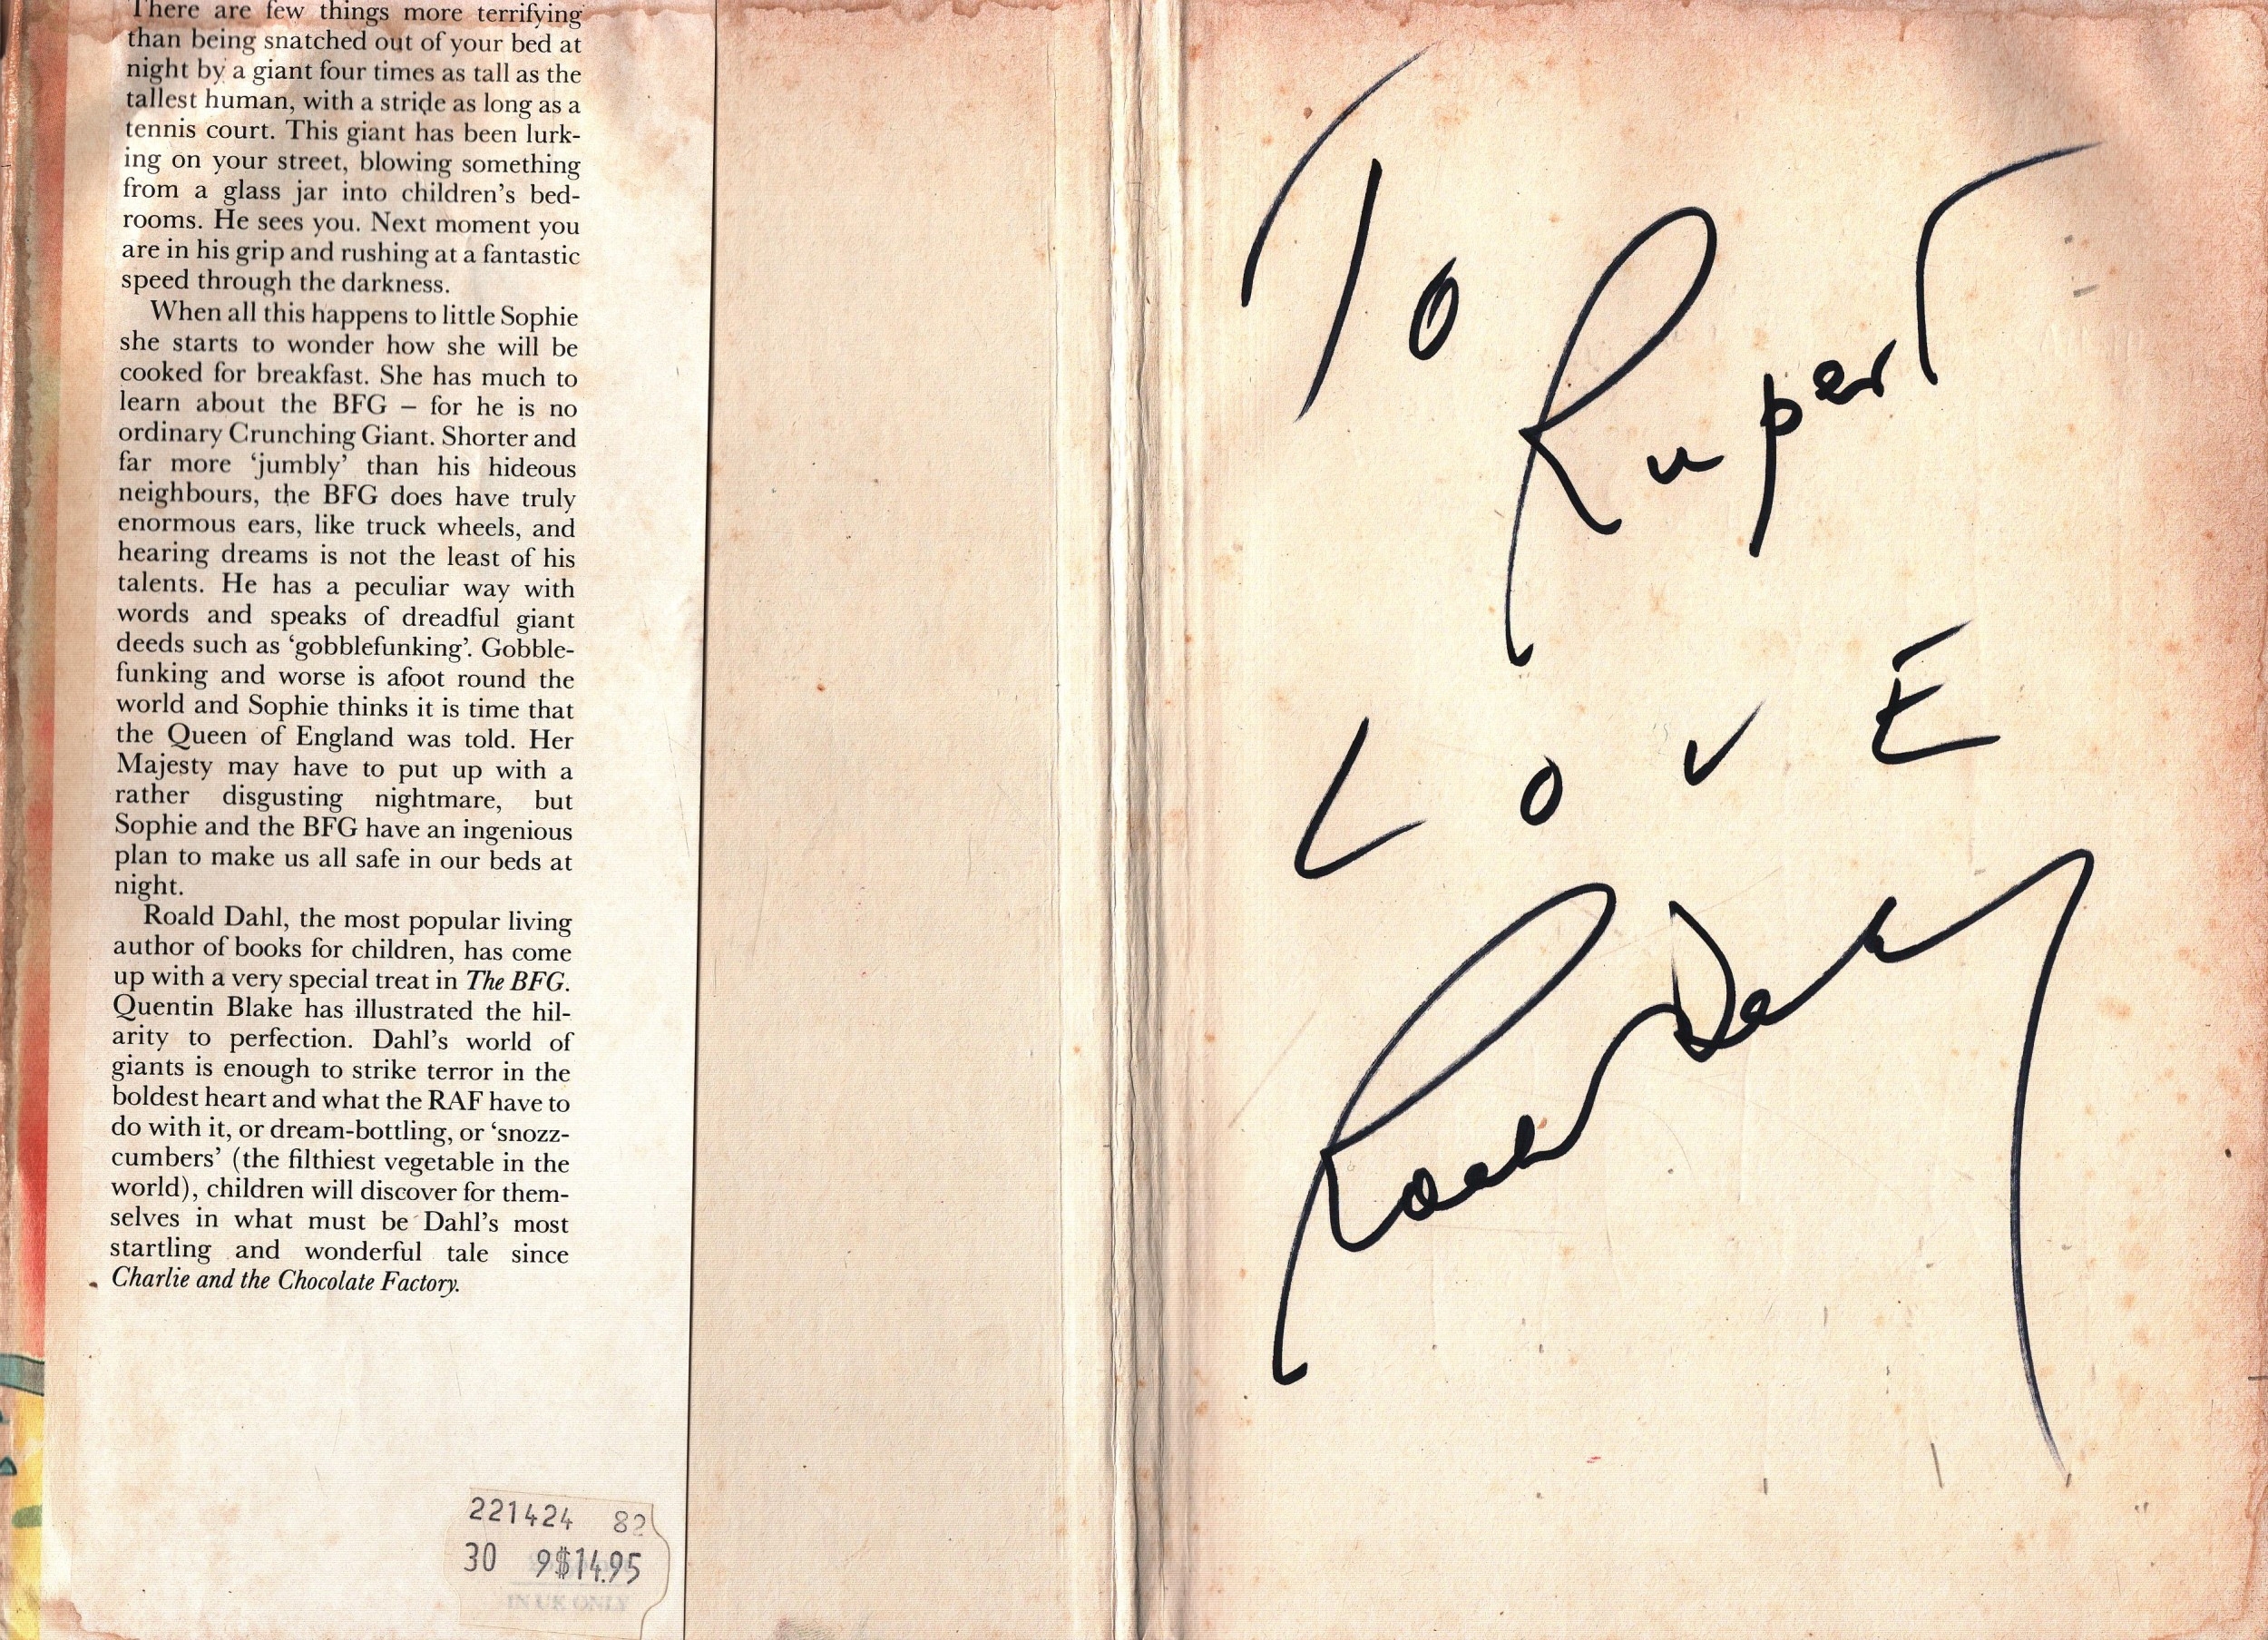 There are few things more terrifying
than being snatched out of your bed at
night by a giant four times as tall as the
tallest human, with a stride as long as a
tennis court. This giant has been lurk-
ing on your street, blowing something
from a glass jar into children's bed-
rooms. He sees you. Next moment you
are in his grip and rushing at a fantastic
speed through the darkness.
When all this happens to little Sophie
she starts to wonder how she will be
cooked for breakfast. She has much to
learn about the BFG – for he is no
ordinary Crunching Giant. Shorter and
far more ‘jumbly’ than his hideous
neighbours, the BFG does have truly
enormous ears, like truck wheels, and
hearing dreams is not the least of his
talents. He has a peculiar way with
words and speaks of dreadful giant
deeds such as ‘gobblefunking’. Gobble-
funking and worse is afoot round the
world and Sophie thinks it is time that
the Queen of England was told. Her
Majesty may have to put up with a
rather disgusting nightmare, but
Sophie and the BFG have an ingenious
plan to make us all safe in our beds at
night.
Roald Dahl, the most popular living
author of books for children, has come
up with a very special treat in The BFG.
Quentin Blake has illustrated the hil-
arity to perfection. Dahl's world of
giants is enough to strike terror in the
boldest heart and what the RAF have to
do with it, or dream-bottling, or ‘snozz-
cumbers’ (the filthiest vegetable in the
world), children will discover for them-
selves in what must be Dahl's most
startling and wonderful tale since
Charlie and the Chocolate Factory.
221424 82
30 9$14.95
IN UK ONLY
To
Rupert
LOVE
Roald Dahl